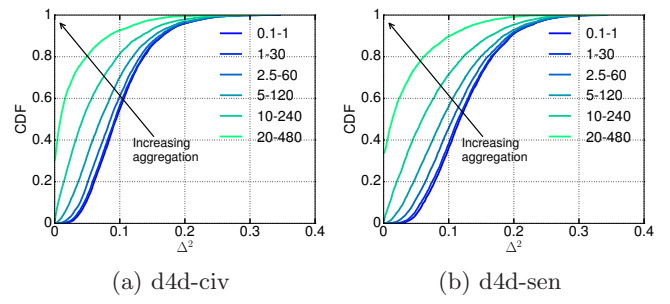 1
0.8
0.6
0.4
0.2
0
CDF
0 0.1 0.2 0.3 0.4
Δ²
Increasing
aggregation
0.1-1
1-30
2.5-60
5-120
10-240
20-480
(a) d4d-civ
1
0.8
0.6
0.4
0.2
0
CDF
0 0.1 0.2 0.3 0.4
Δ²
Increasing
aggregation
0.1-1
1-30
2.5-60
5-120
10-240
20-480
(b) d4d-sen